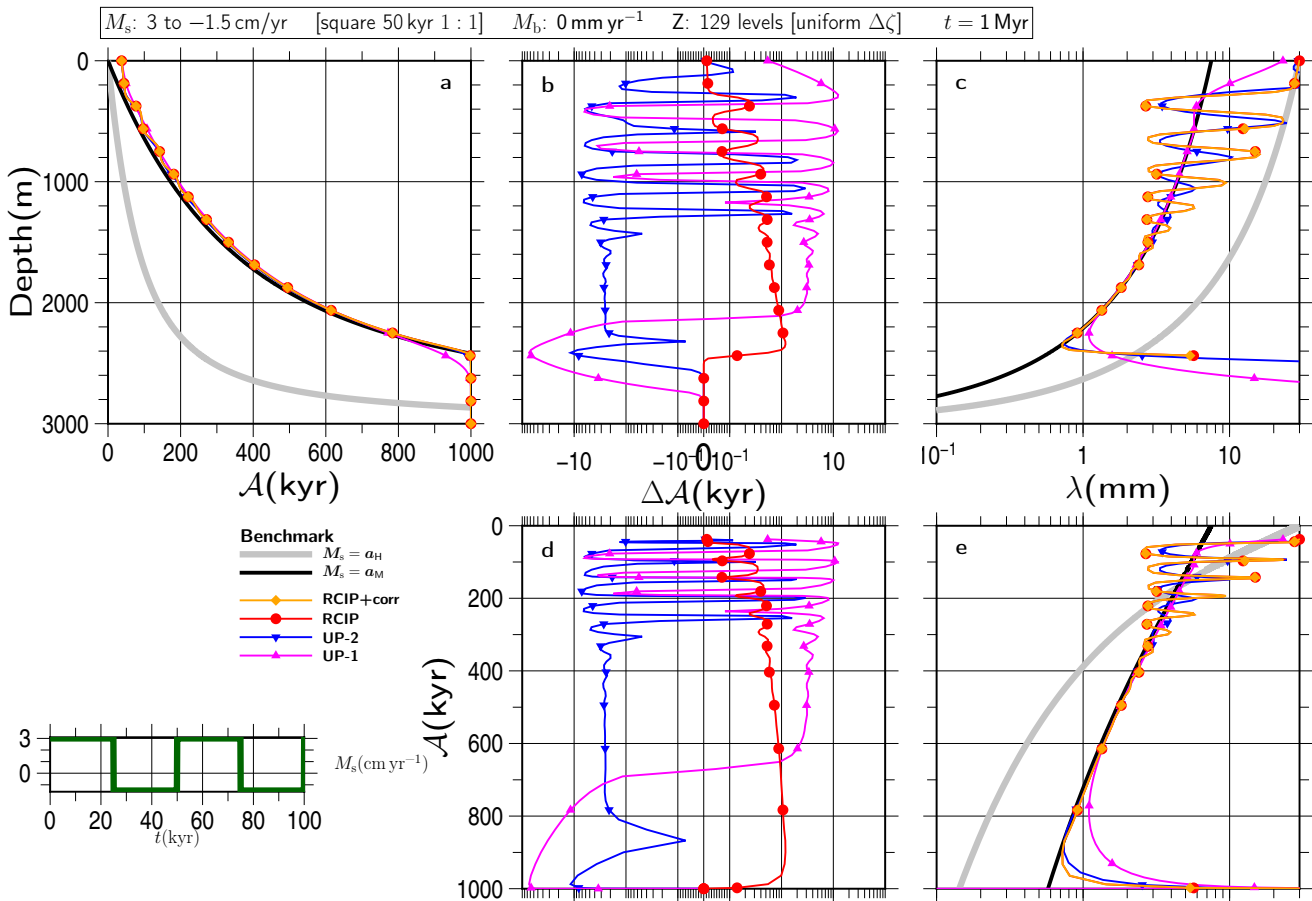 Mₛ: 3 to −1.5 cm/yr [square 50 kyr 1 : 1] M_b: 0 mm yr⁻¹ Z: 129 levels [uniform Δζ] t = 1 Myr
a
b
c
0
1000
2000
3000
Depth(m)
0 200 400 600 800 1000
𝒜(kyr)
−10 −10⁻¹ 0 10⁻¹ 10
Δ𝒜(kyr)
10⁻¹ 1 10
λ(mm)
Benchmark
Mₛ = a_H
Mₛ = a_M
RCIP+corr
RCIP
UP-2
UP-1
3
0
Mₛ(cm yr⁻¹)
0 20 40 60 80 100
t(kyr)
d
e
0
200
400
600
800
1000
𝒜(kyr)